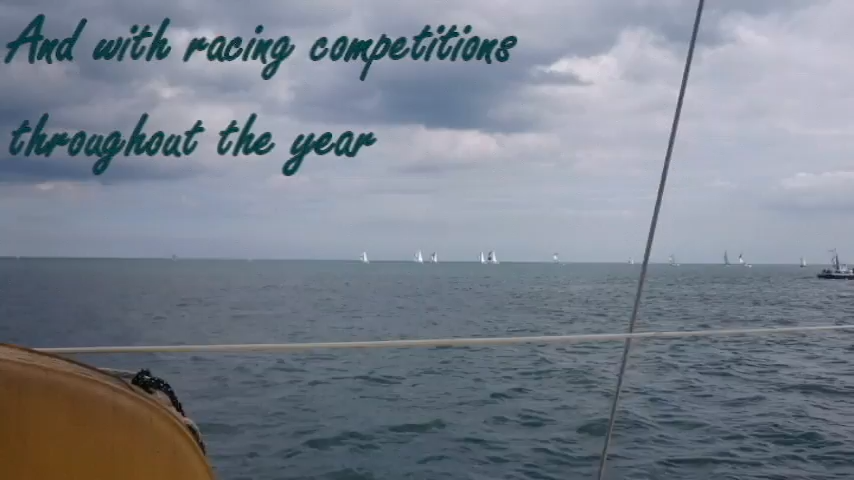 And with racing competitions
throughout the year